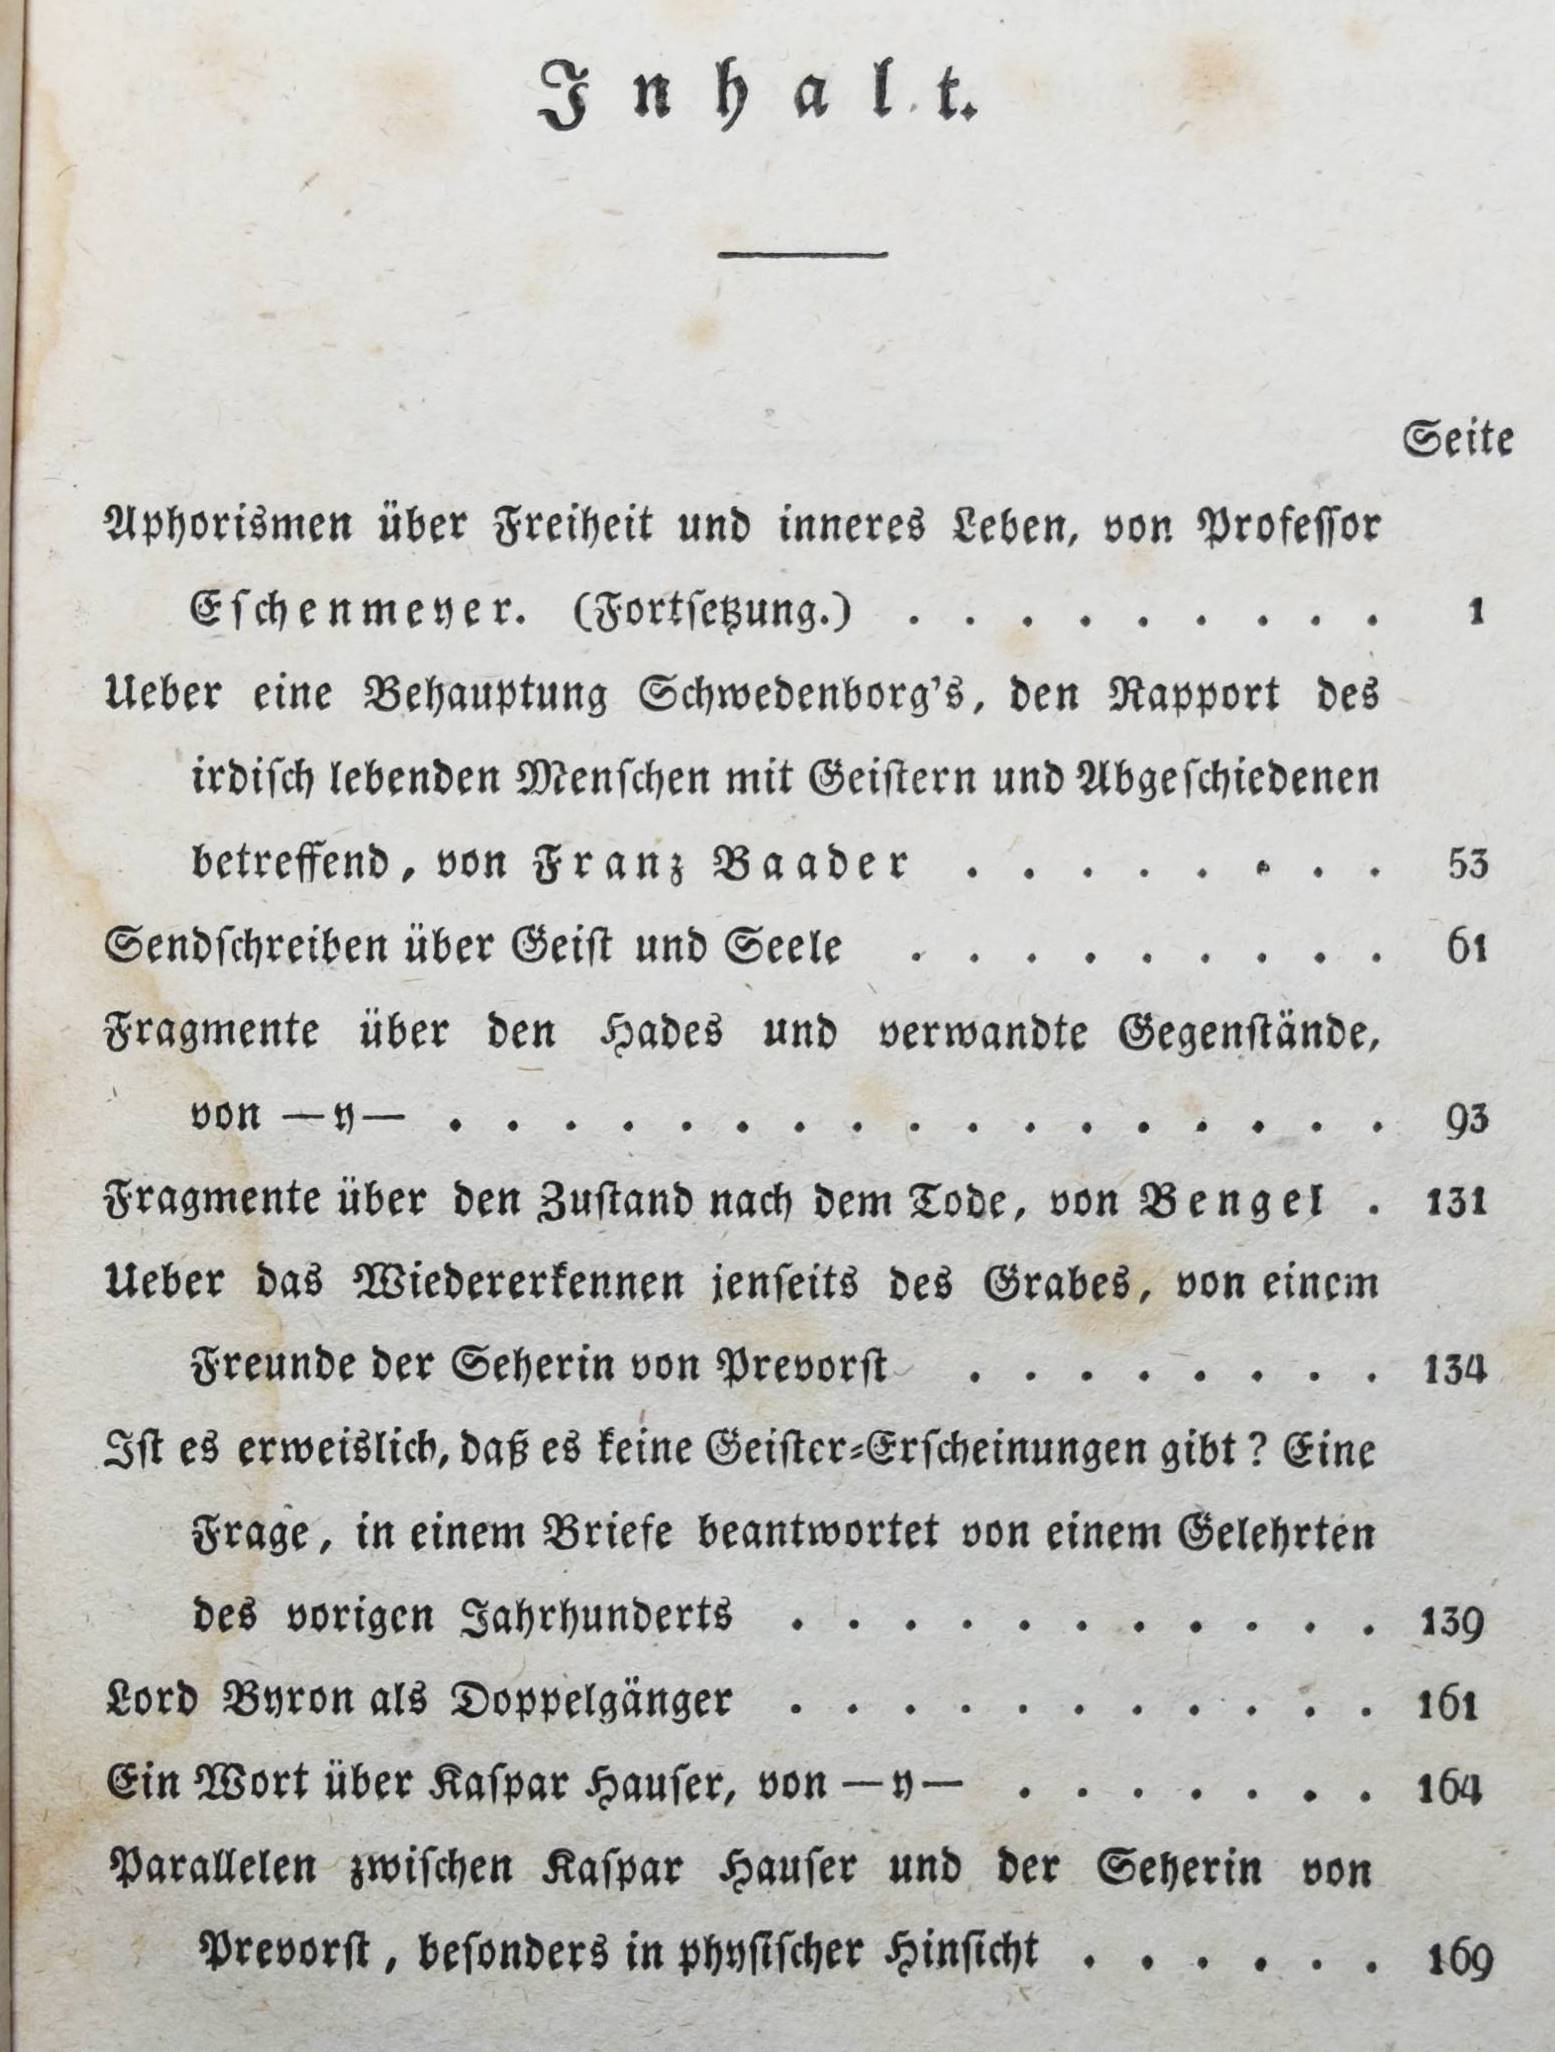 Inhalt.
Seite
Aphorismen über Freiheit und inneres Leben, von Professor
Eschenmeyer. (Fortsetzung.) . . . . . . . . . 1
Ueber eine Behauptung Schwedenborg's, den Rapport des
irdisch lebenden Menschen mit Geistern und Abgeschiedenen
betreffend, von Franz Baader . . . . . . . . 53
Sendschreiben über Geist und Seele . . . . . . . . . 61
Fragmente über den Hades und verwandte Gegenstände,
von —y— . . . . . . . . . . . . . . . . . 93
Fragmente über den Zustand nach dem Tode, von Bengel . 131
Ueber das Wiedererkennen jenseits des Grabes, von einem
Freunde der Seherin von Prevorst . . . . . . . . 134
Ist es erweislich, daß es keine Geister-Erscheinungen gibt? Eine
Frage, in einem Briefe beantwortet von einem Gelehrten
des vorigen Jahrhunderts . . . . . . . . . . . 139
Lord Byron als Doppelgänger . . . . . . . . . . . 161
Ein Wort über Kaspar Hauser, von —y— . . . . . . . 164
Parallelen zwischen Kaspar Hauser und der Seherin von
Prevorst, besonders in physischer Hinsicht . . . . . . 169